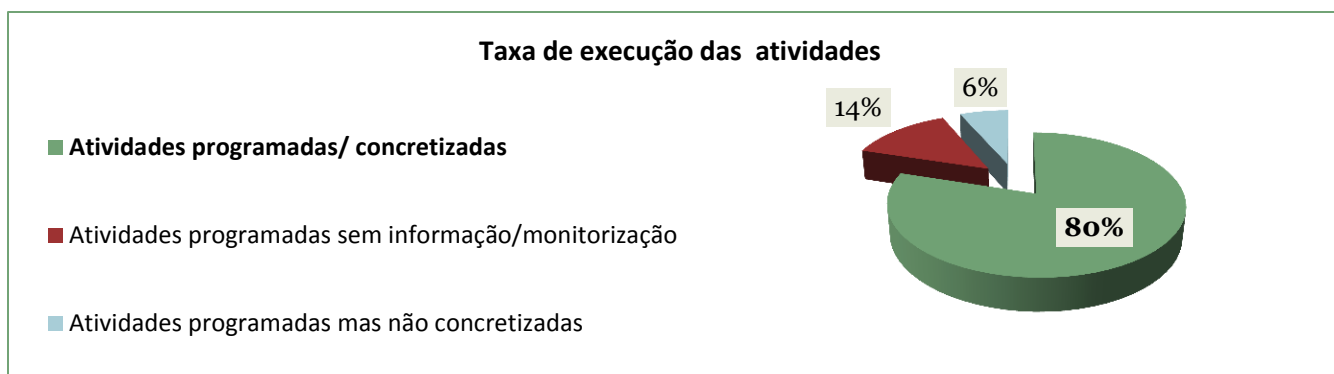 Taxa de execução das  atividades
6%
14%
Atividades programadas/ concretizadas
Atividades programadas sem informação/monitorização
80%
Atividades programadas mas não concretizadas